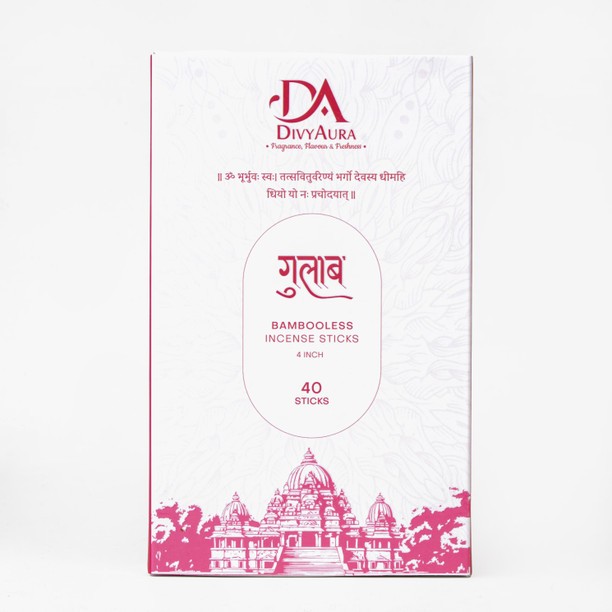 DA
DIVYAURA
• Fragrance, Flavour & Freshness •
॥ ॐ भूर्भुवः स्वः। तत्सवितुर्वरेण्यं भर्गो देवस्य धीमहि
धियो यो नः प्रचोदयात् ॥
गुलाब
BAMBOOLESS
INCENSE STICKS
4 INCH
40
STICKS